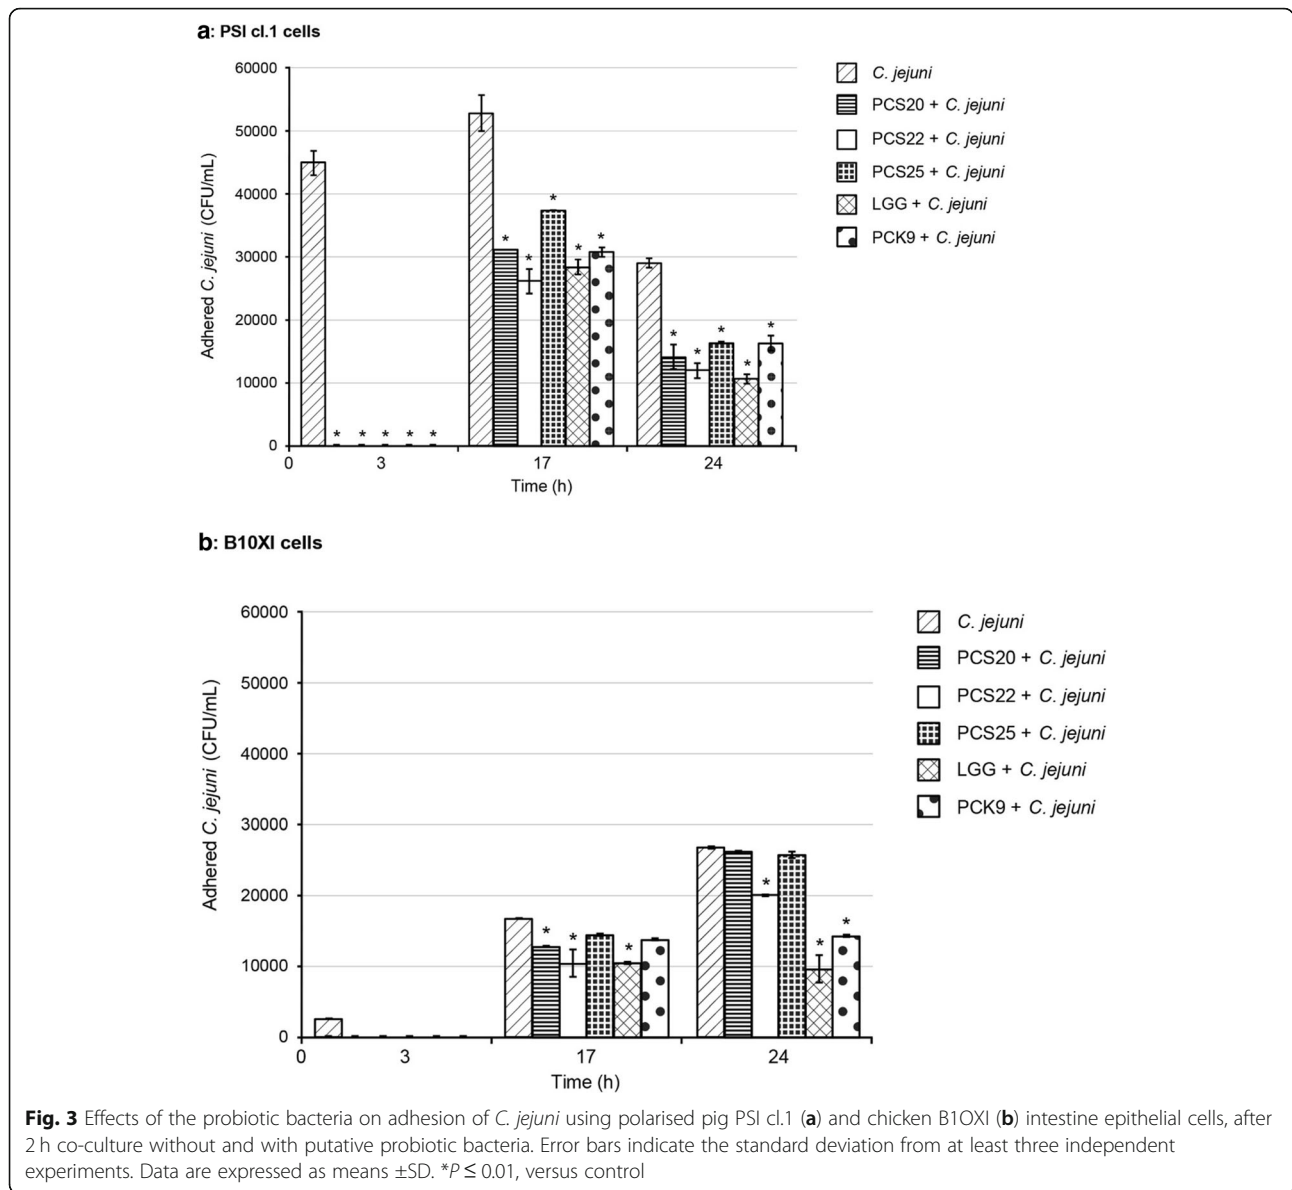 a: PSI cl.1 cells
60000
50000
40000
30000
20000
10000
0
Adhered C. jejuni (CFU/mL)
* * * * *
* * * * *
* * * * *
0 3 17 24
Time (h)
C. jejuni
PCS20 + C. jejuni
PCS22 + C. jejuni
PCS25 + C. jejuni
LGG + C. jejuni
PCK9 + C. jejuni
b: B10XI cells
60000
50000
40000
30000
20000
10000
0
Adhered C. jejuni (CFU/mL)
* * *
* * *
0 3 17 24
Time (h)
C. jejuni
PCS20 + C. jejuni
PCS22 + C. jejuni
PCS25 + C. jejuni
LGG + C. jejuni
PCK9 + C. jejuni
Fig. 3 Effects of the probiotic bacteria on adhesion of C. jejuni using polarised pig PSI cl.1 (a) and chicken B1OXI (b) intestine epithelial cells, after
2 h co-culture without and with putative probiotic bacteria. Error bars indicate the standard deviation from at least three independent
experiments. Data are expressed as means ±SD. *P ≤ 0.01, versus control